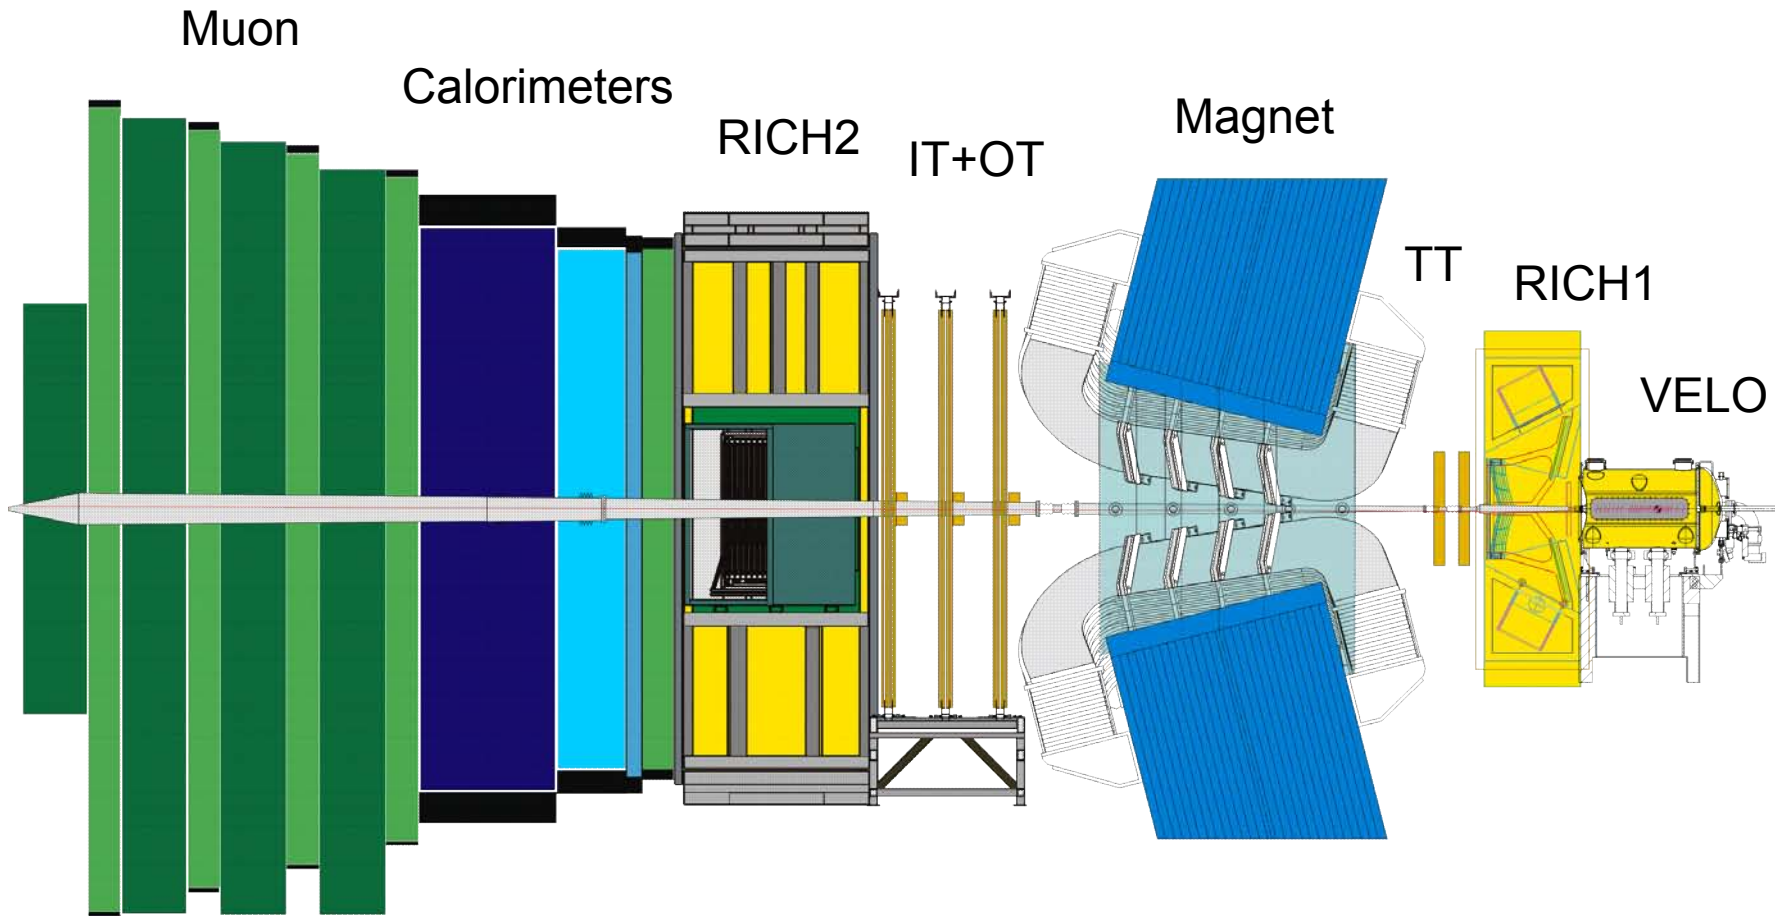 Muon
Calorimeters
RICH2
IT+OT
Magnet
TT
RICH1
VELO